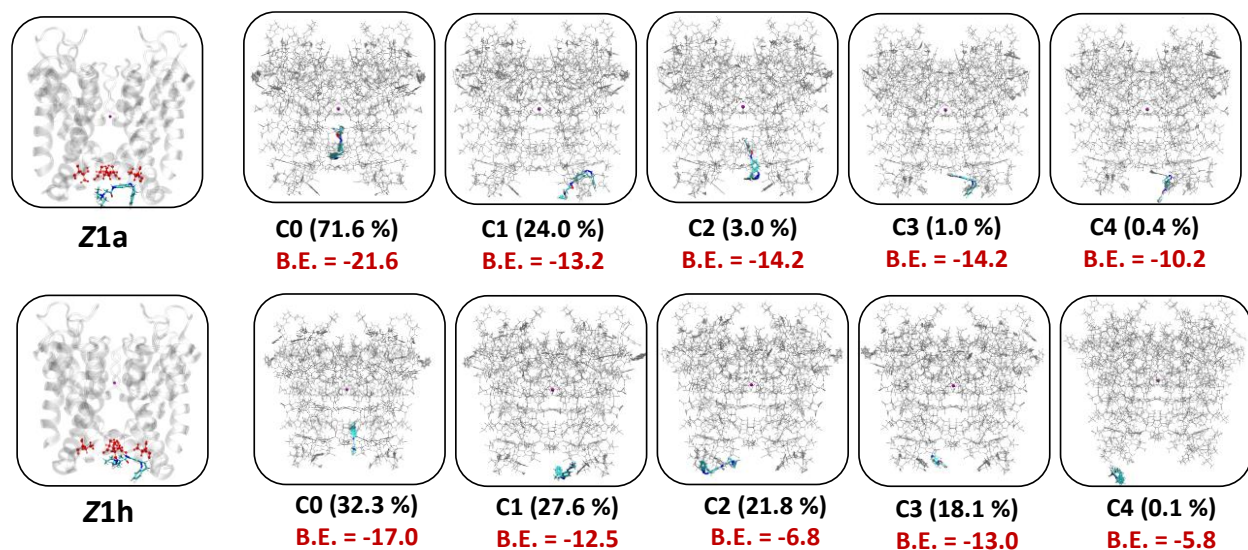 C0 (71.6 %) C1 (24.0 %) C2 (3.0 %) C3 (1.0 %) C4 (0.4 %)
Z1a
B.E. = -21.6 B.E. = -13.2 B.E. = -14.2 B.E. = -14.2 B.E. = -10.2
C0 (32.3 %) C1 (27.6 %) C2 (21.8 %) C3 (18.1 %) C4 (0.1 %)
Z1h
B.E. = -17.0 B.E. = -12.5 B.E. = -6.8 B.E. = -13.0 B.E. = -5.8